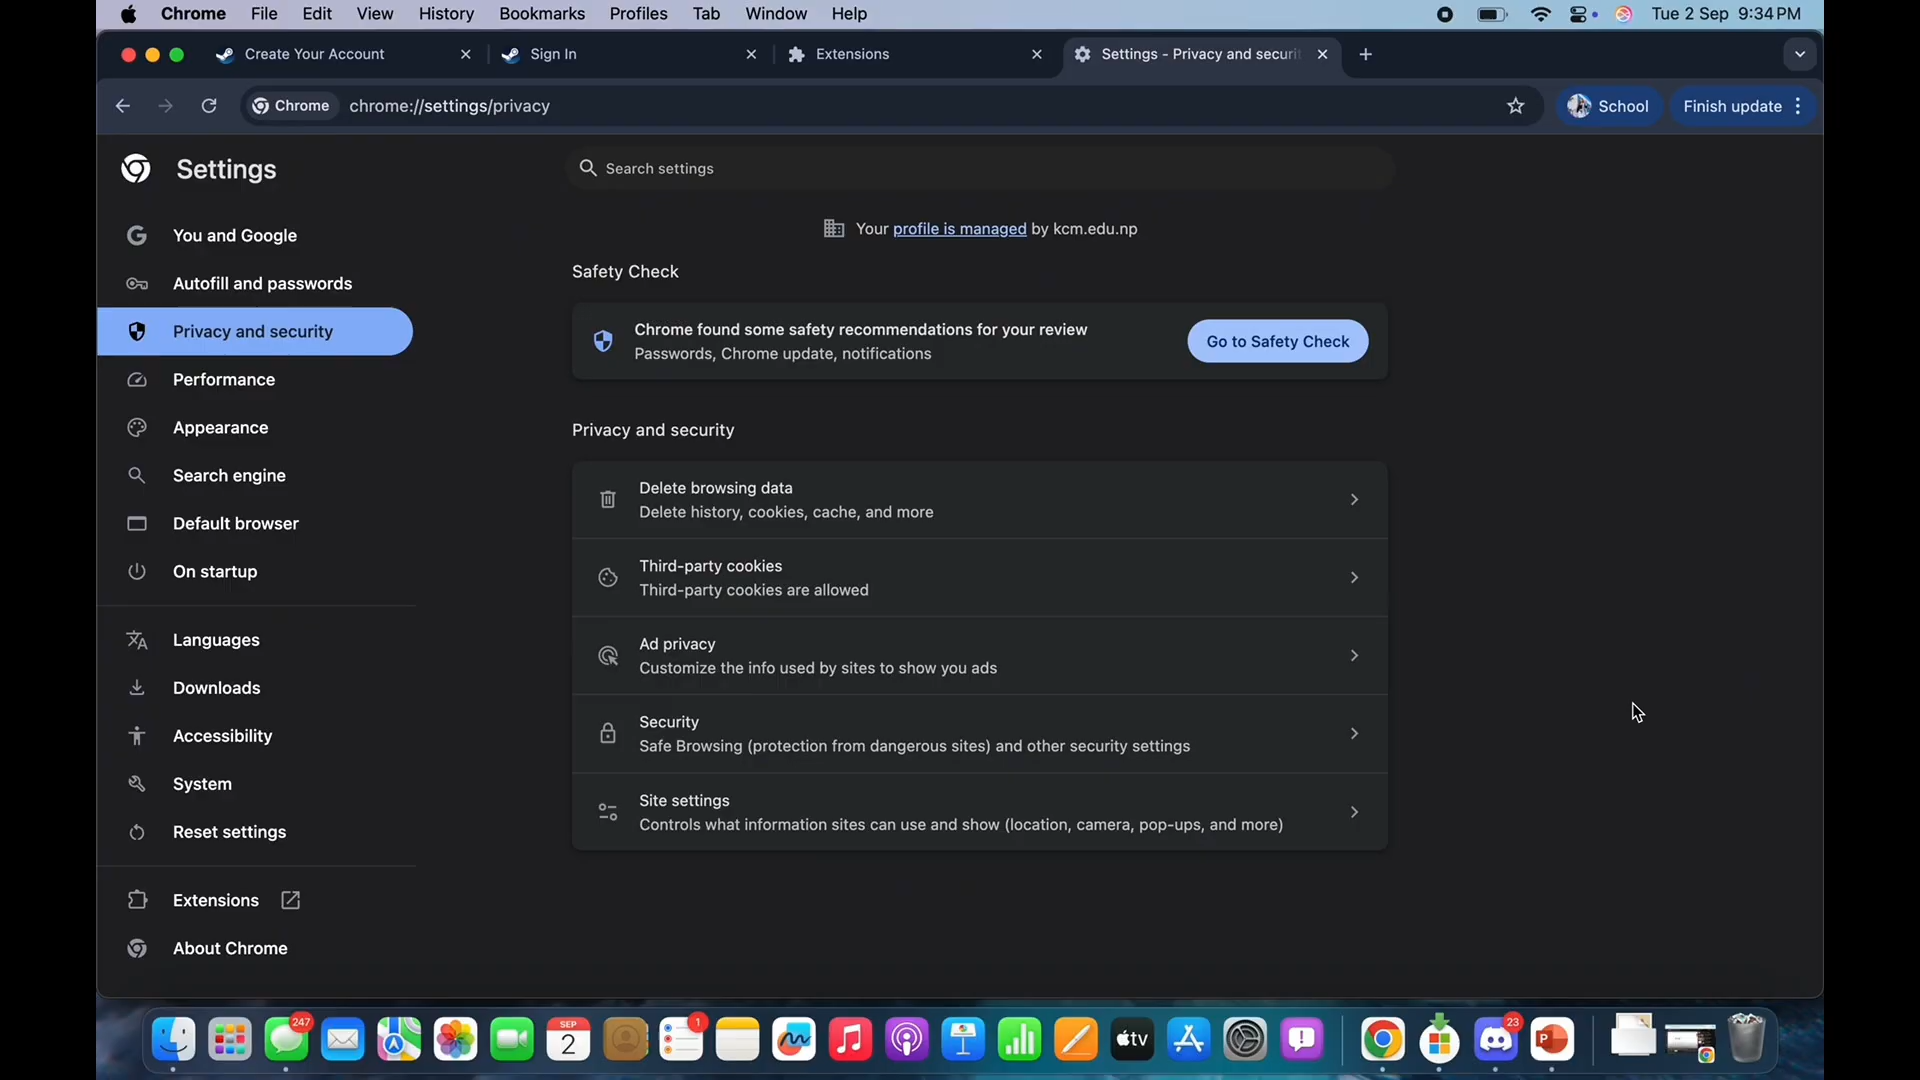 Chrome File Edit View History Bookmarks Profiles Tab Window Help Tue 2 Sep 9:34 PM
Create Your Account Sign In Extensions Settings - Privacy and securi
Chrome chrome://settings/privacy School Finish update
Settings
Search settings
Your profile is managed by kcm.edu.np
You and Google
Autofill and passwords
Privacy and security
Performance
Appearance
Search engine
Default browser
On startup
Languages
Downloads
Accessibility
System
Reset settings
Extensions
About Chrome
Safety Check
Chrome found some safety recommendations for your review
Passwords, Chrome update, notifications
Go to Safety Check
Privacy and security
Delete browsing data
Delete history, cookies, cache, and more
Third-party cookies
Third-party cookies are allowed
Ad privacy
Customize the info used by sites to show you ads
Security
Safe Browsing (protection from dangerous sites) and other security settings
Site settings
Controls what information sites can use and show (location, camera, pop-ups, and more)
247 SEP 2 1 tv 23 P